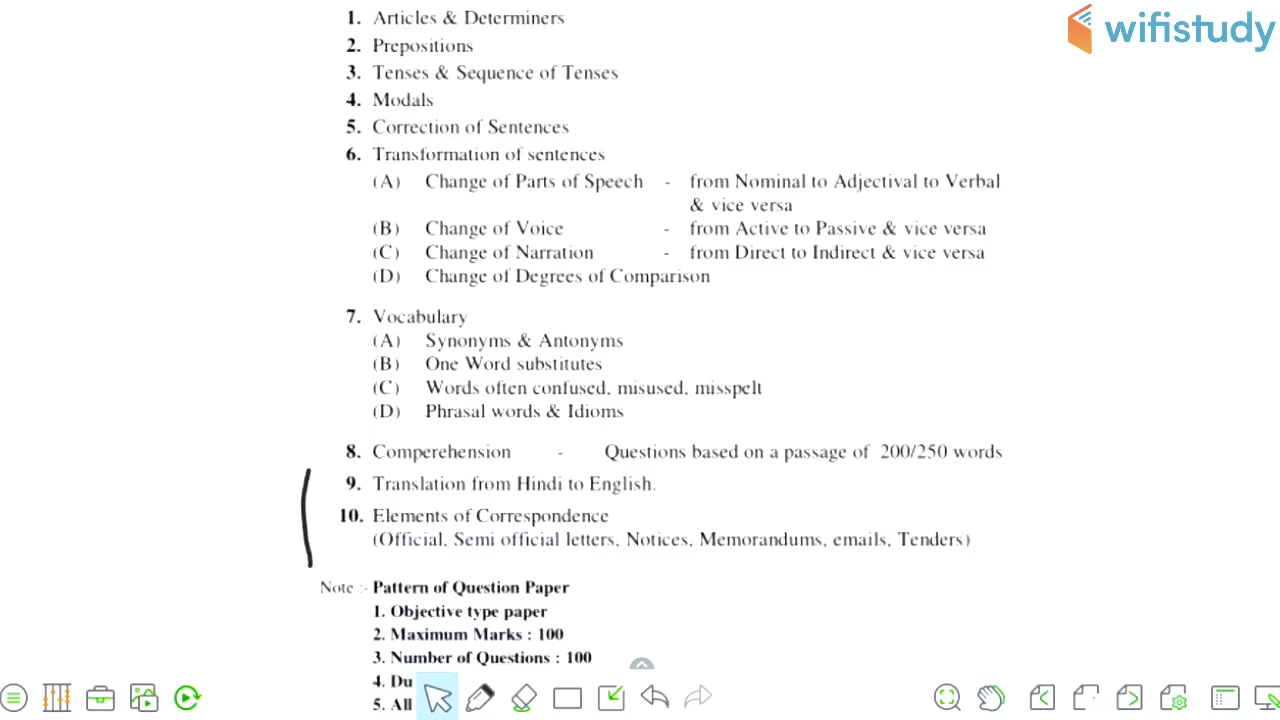 wifistudy
1. Articles & Determiners
2. Prepositions
3. Tenses & Sequence of Tenses
4. Modals
5. Correction of Sentences
6. Transformation of sentences
(A) Change of Parts of Speech - from Nominal to Adjectival to Verbal
& vice versa
(B) Change of Voice - from Active to Passive & vice versa
(C) Change of Narration - from Direct to Indirect & vice versa
(D) Change of Degrees of Comparison
7. Vocabulary
(A) Synonyms & Antonyms
(B) One Word substitutes
(C) Words often confused, misused, misspelt
(D) Phrasal words & Idioms
8. Comperehension - Questions based on a passage of 200/250 words
9. Translation from Hindi to English.
10. Elements of Correspondence
(Official, Semi official letters, Notices, Memorandums, emails, Tenders)
Note :- Pattern of Question Paper
1. Objective type paper
2. Maximum Marks : 100
3. Number of Questions : 100
4. Du
5. All